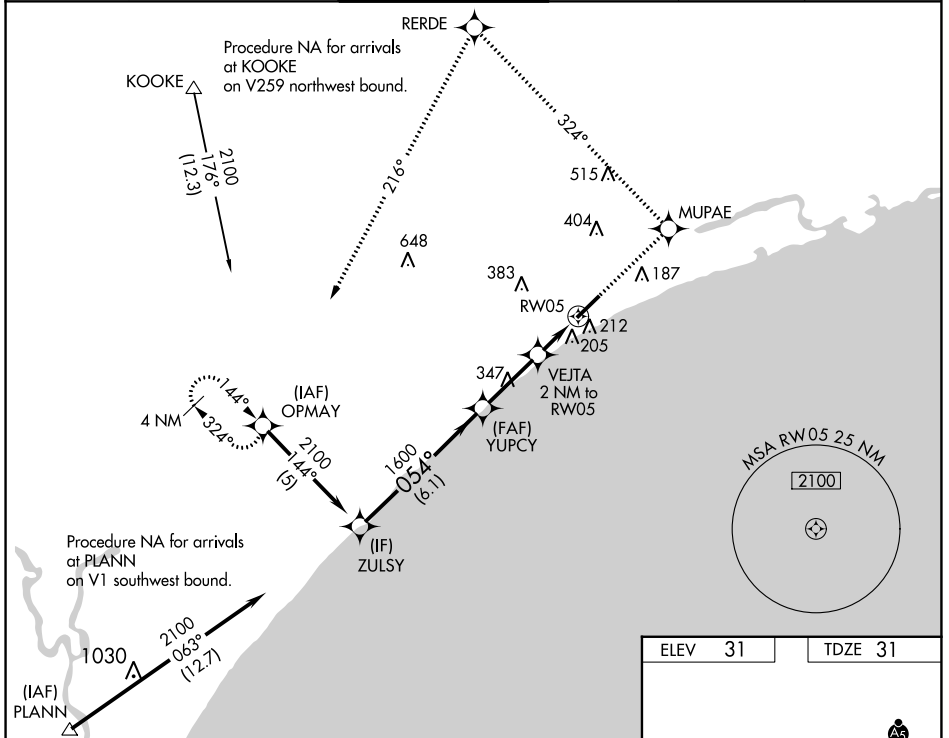 RERDE
Procedure NA for arrivals
at KOOKE
on V259 northwest bound.
KOOKE
2100
176°
(12.3)
216°
324°
515
404
MUPAE
648
383
187
RW05
212
205
347
VEJTA
2 NM to
RW05
(IAF)
OPMAY
144°
324°
4 NM
2100
144°
(5)
(FAF)
YUPCY
1600
054°
(6.1)
MSA RW05 25 NM
2100
(IF)
ZULSY
Procedure NA for arrivals
at PLANN
on V1 southwest bound.
2100
063°
(12.7)
1030
(IAF)
PLANN
ELEV 31
TDZE 31
A5